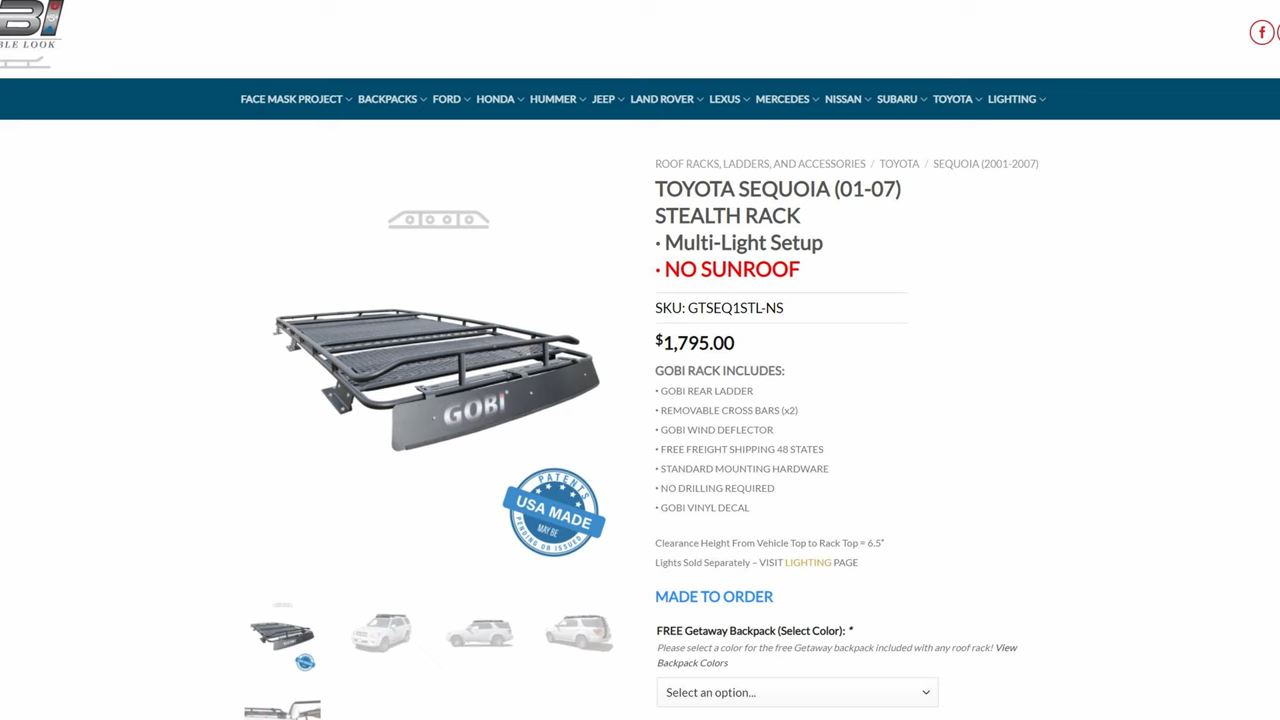 BLE LOOK
FACE MASK PROJECT BACKPACKS FORD HONDA HUMMER JEEP LAND ROVER LEXUS MERCEDES NISSAN SUBARU TOYOTA LIGHTING
ROOF RACKS, LADDERS, AND ACCESSORIES / TOYOTA / SEQUOIA (2001-2007)
TOYOTA SEQUOIA (01-07)
STEALTH RACK
· Multi-Light Setup
· NO SUNROOF
SKU: GTSEQ1STL-NS
$1,795.00
GOBI RACK INCLUDES:
• GOBI REAR LADDER
• REMOVABLE CROSS BARS (x2)
• GOBI WIND DEFLECTOR
• FREE FREIGHT SHIPPING 48 STATES
• STANDARD MOUNTING HARDWARE
• NO DRILLING REQUIRED
• GOBI VINYL DECAL
Clearance Height From Vehicle Top to Rack Top = 6.5"
Lights Sold Separately – VISIT LIGHTING PAGE
MADE TO ORDER
FREE Getaway Backpack (Select Color): *
Please select a color for the free Getaway backpack included with any roof rack! View
Backpack Colors
Select an option...
GOBI
PATENTS
USA MADE
MAY BE
PENDING OR ISSUED